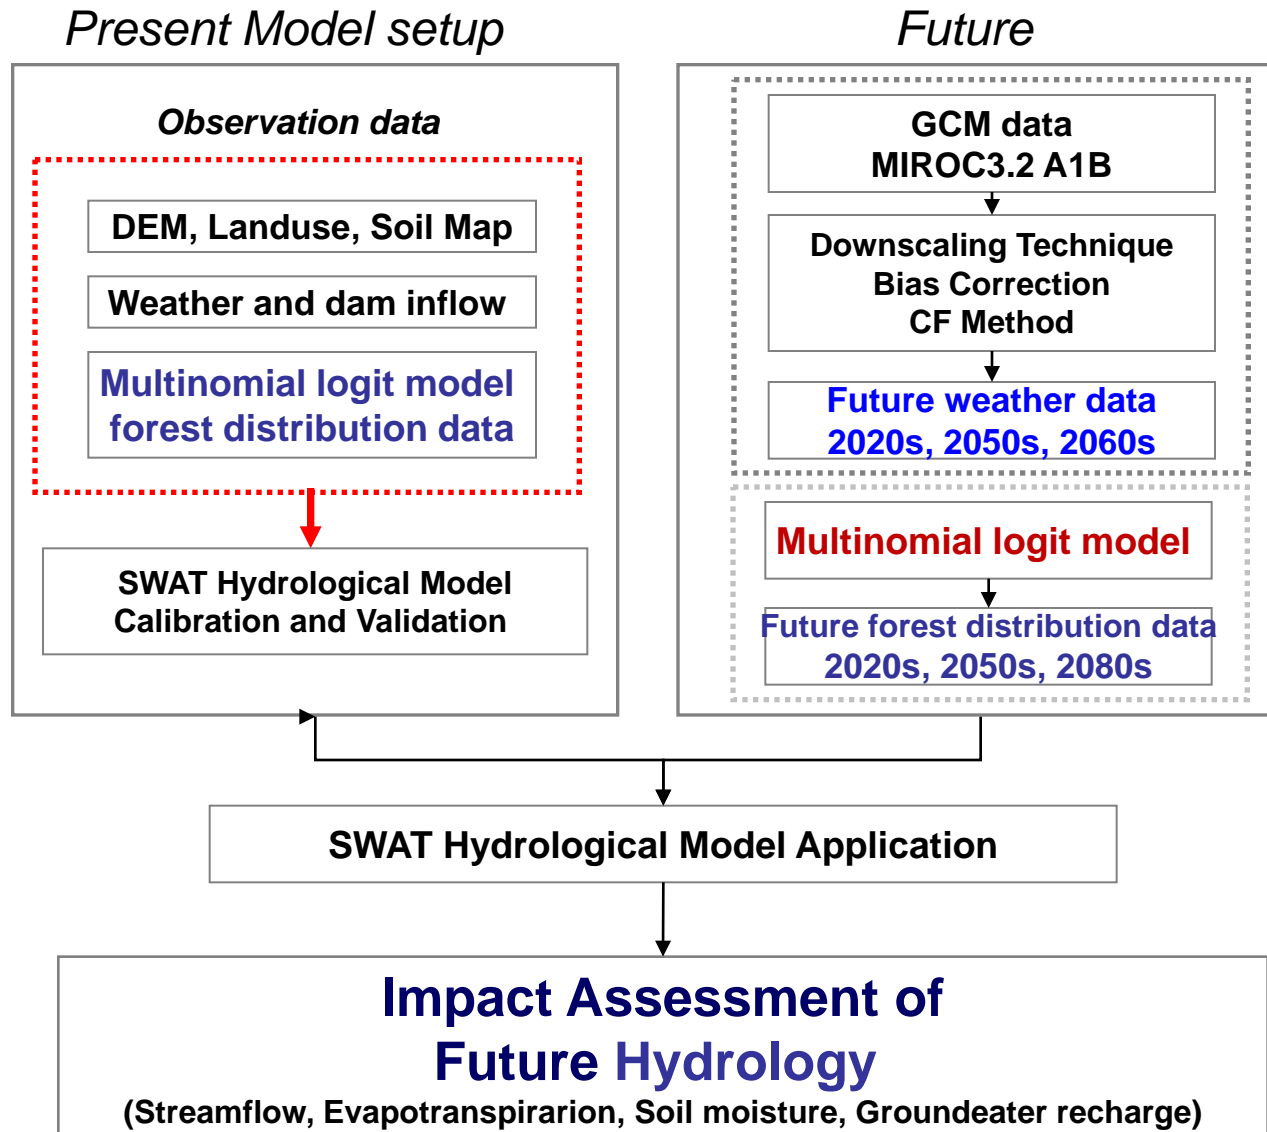 Present Model setup
Observation data
DEM, Landuse, Soil Map
Weather and dam inflow
Multinomial logit model
forest distribution data
SWAT Hydrological Model
Calibration and Validation
Future
GCM data
MIROC3.2 A1B
Downscaling Technique
Bias Correction
CF Method
Future weather data
2020s, 2050s, 2060s
Multinomial logit model
Future forest distribution data
2020s, 2050s, 2080s
SWAT Hydrological Model Application
Impact Assessment of
Future Hydrology
(Streamflow, Evapotranspirarion, Soil moisture, Groundeater recharge)